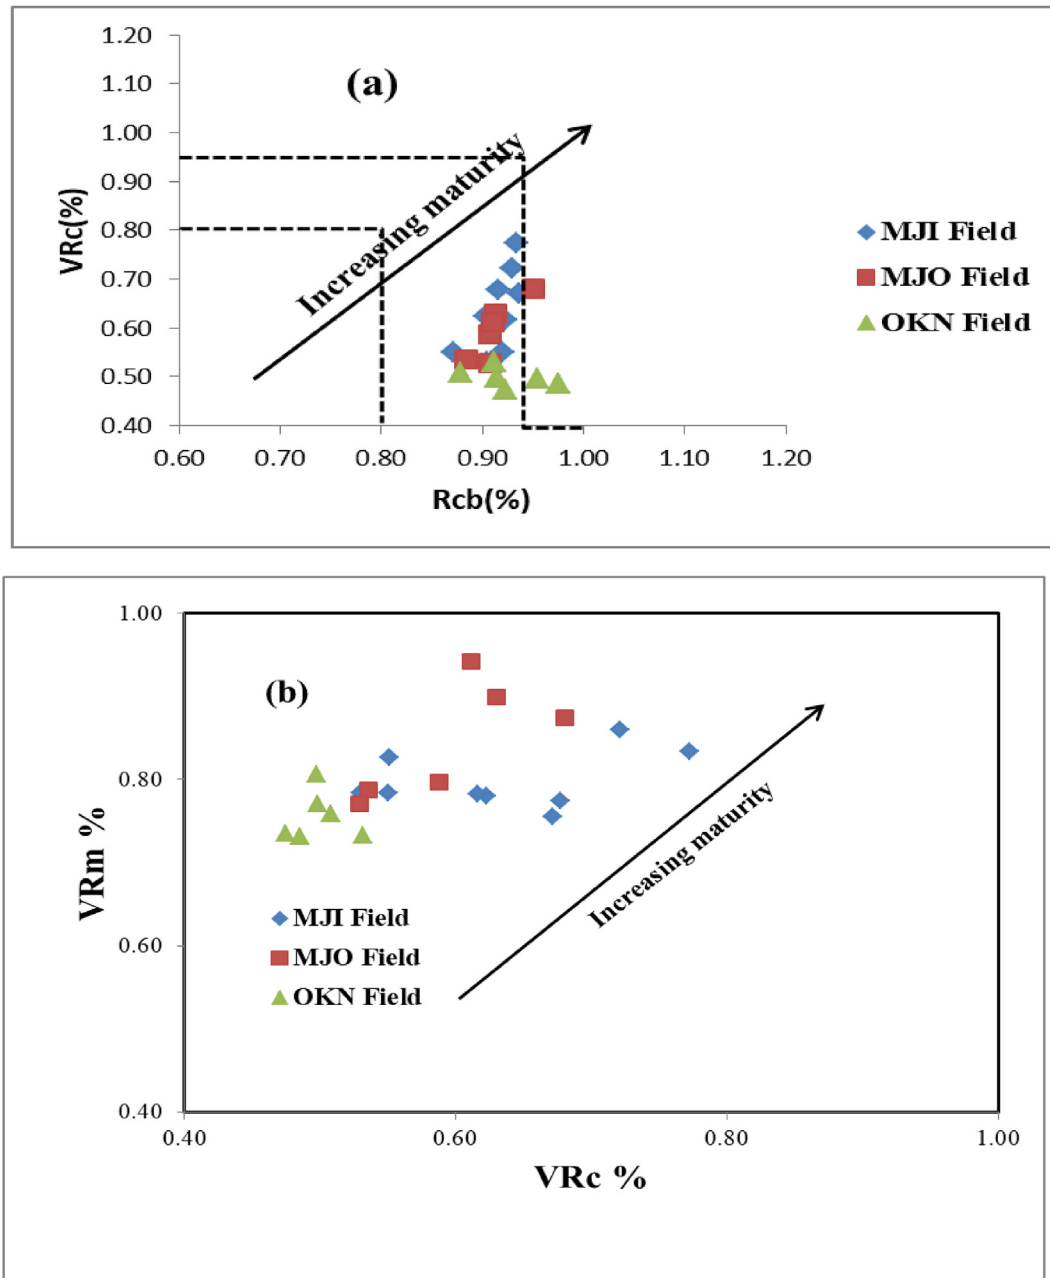 1.20
1.10
1.00
0.90
0.80
0.70
0.60
0.50
0.40
VRc(%)
(a)
Increasing maturity
MJI Field
MJO Field
OKN Field
0.60 0.70 0.80 0.90 1.00 1.10 1.20
Rcb(%)
1.00
0.80
0.60
0.40
VRm %
(b)
Increasing maturity
MJI Field
MJO Field
OKN Field
0.40 0.60 0.80 1.00
VRc %